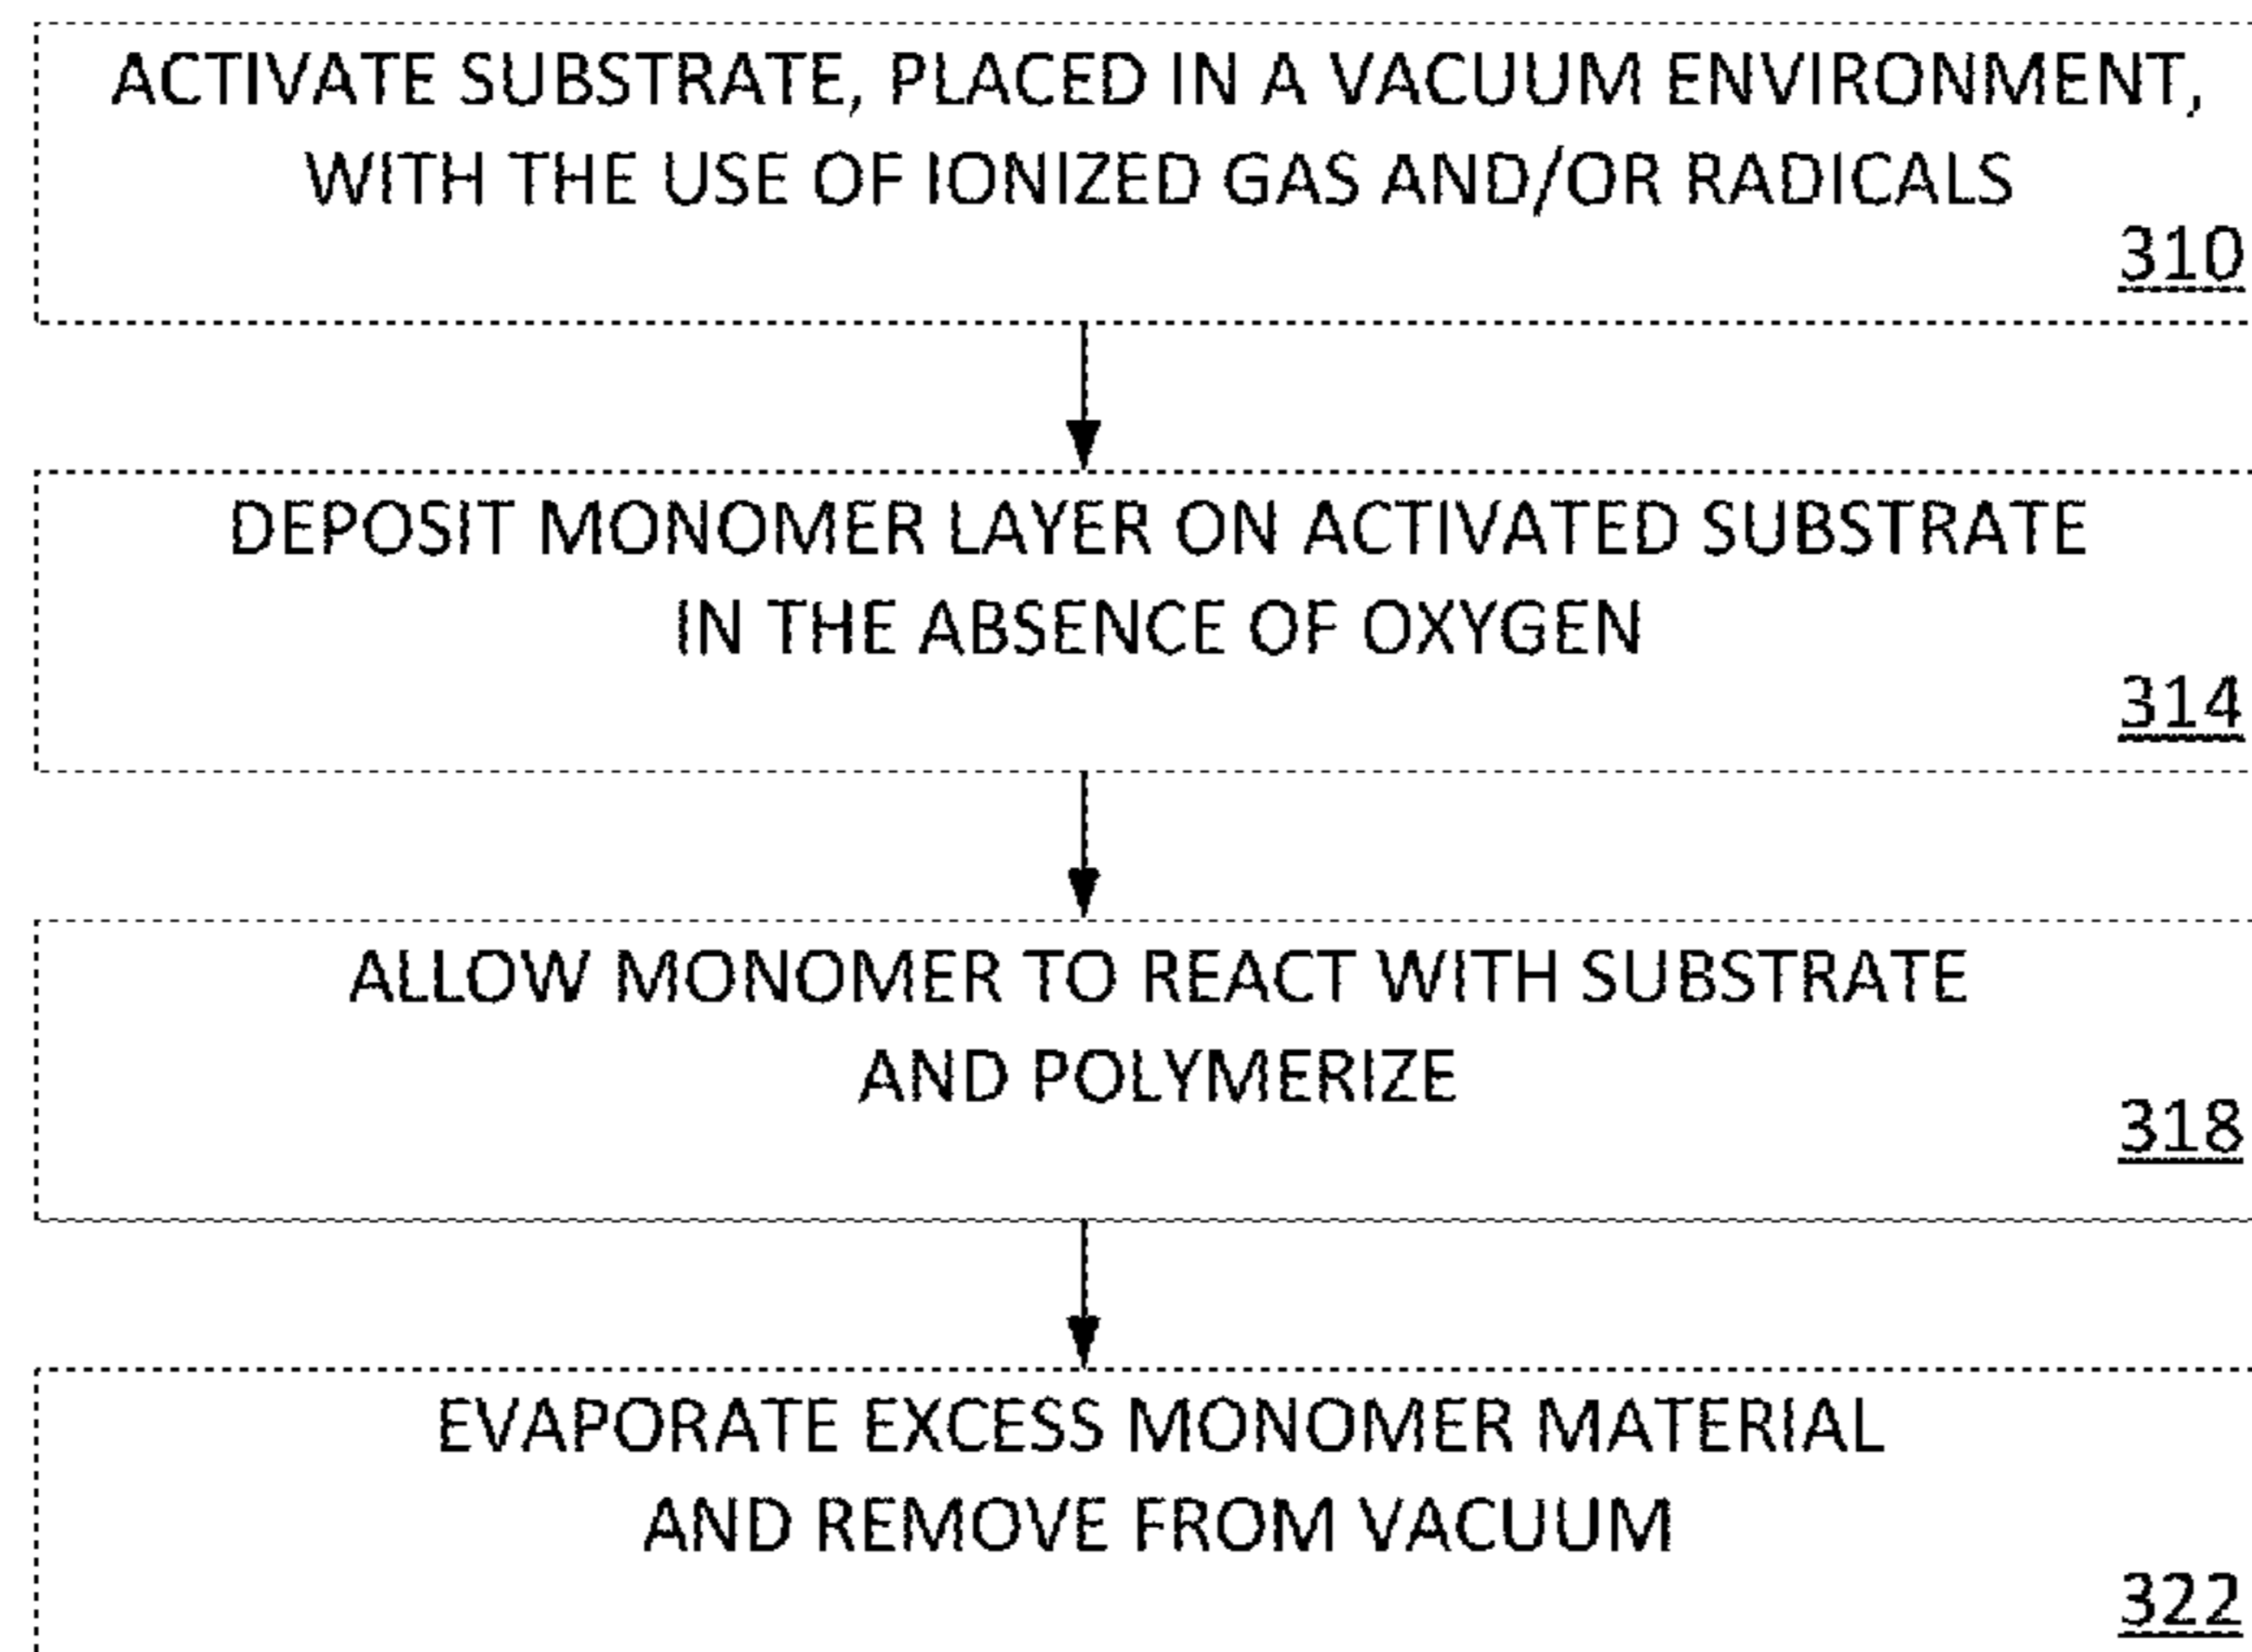 ACTIVATE SUBSTRATE, PLACED IN A VACUUM ENVIRONMENT,
WITH THE USE OF IONIZED GAS AND/OR RADICALS
310
DEPOSIT MONOMER LAYER ON ACTIVATED SUBSTRATE
IN THE ABSENCE OF OXYGEN
314
ALLOW MONOMER TO REACT WITH SUBSTRATE
AND POLYMERIZE
318
EVAPORATE EXCESS MONOMER MATERIAL
AND REMOVE FROM VACUUM
322